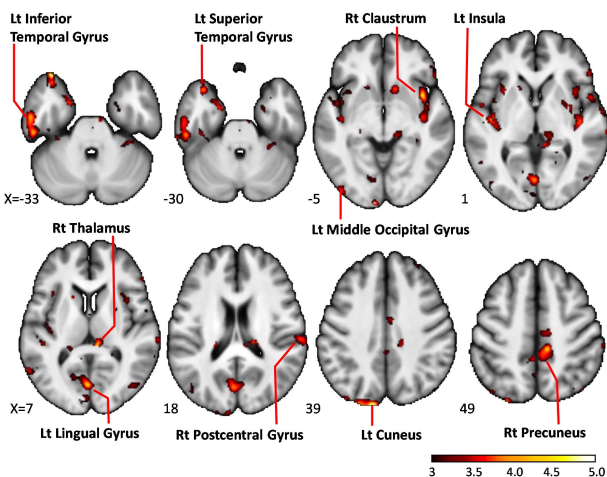 Lt Inferior
Temporal Gyrus
Lt Superior
Temporal Gyrus
Rt Claustrum
Lt Insula
X=-33
-30
-5
1
Lt Middle Occipital Gyrus
Rt Thalamus
X=7
18
39
49
Lt Lingual Gyrus
Rt Postcentral Gyrus
Lt Cuneus
Rt Precuneus
3
3.5
4.0
4.5
5.0